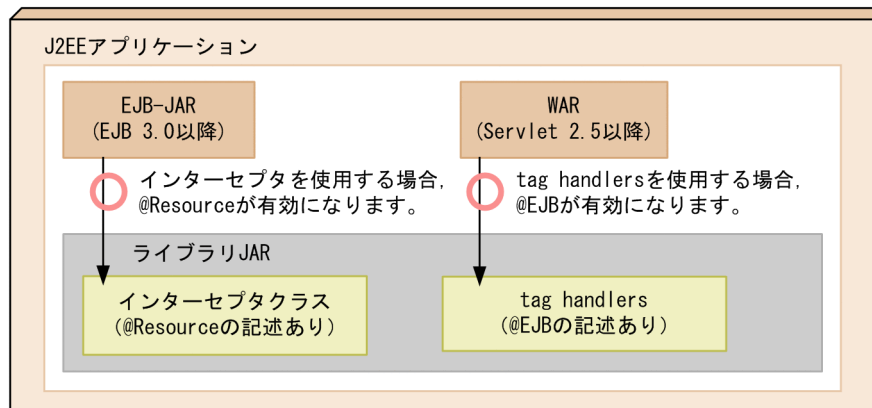 J2EEアプリケーション
EJB-JAR
(EJB 3.0以降)
WAR
(Servlet 2.5以降)
インターセプタを使用する場合,
@Resourceが有効になります。
tag handlersを使用する場合,
@EJBが有効になります。
ライブラリJAR
インターセプタクラス
(@Resourceの記述あり)
tag handlers
(@EJBの記述あり)